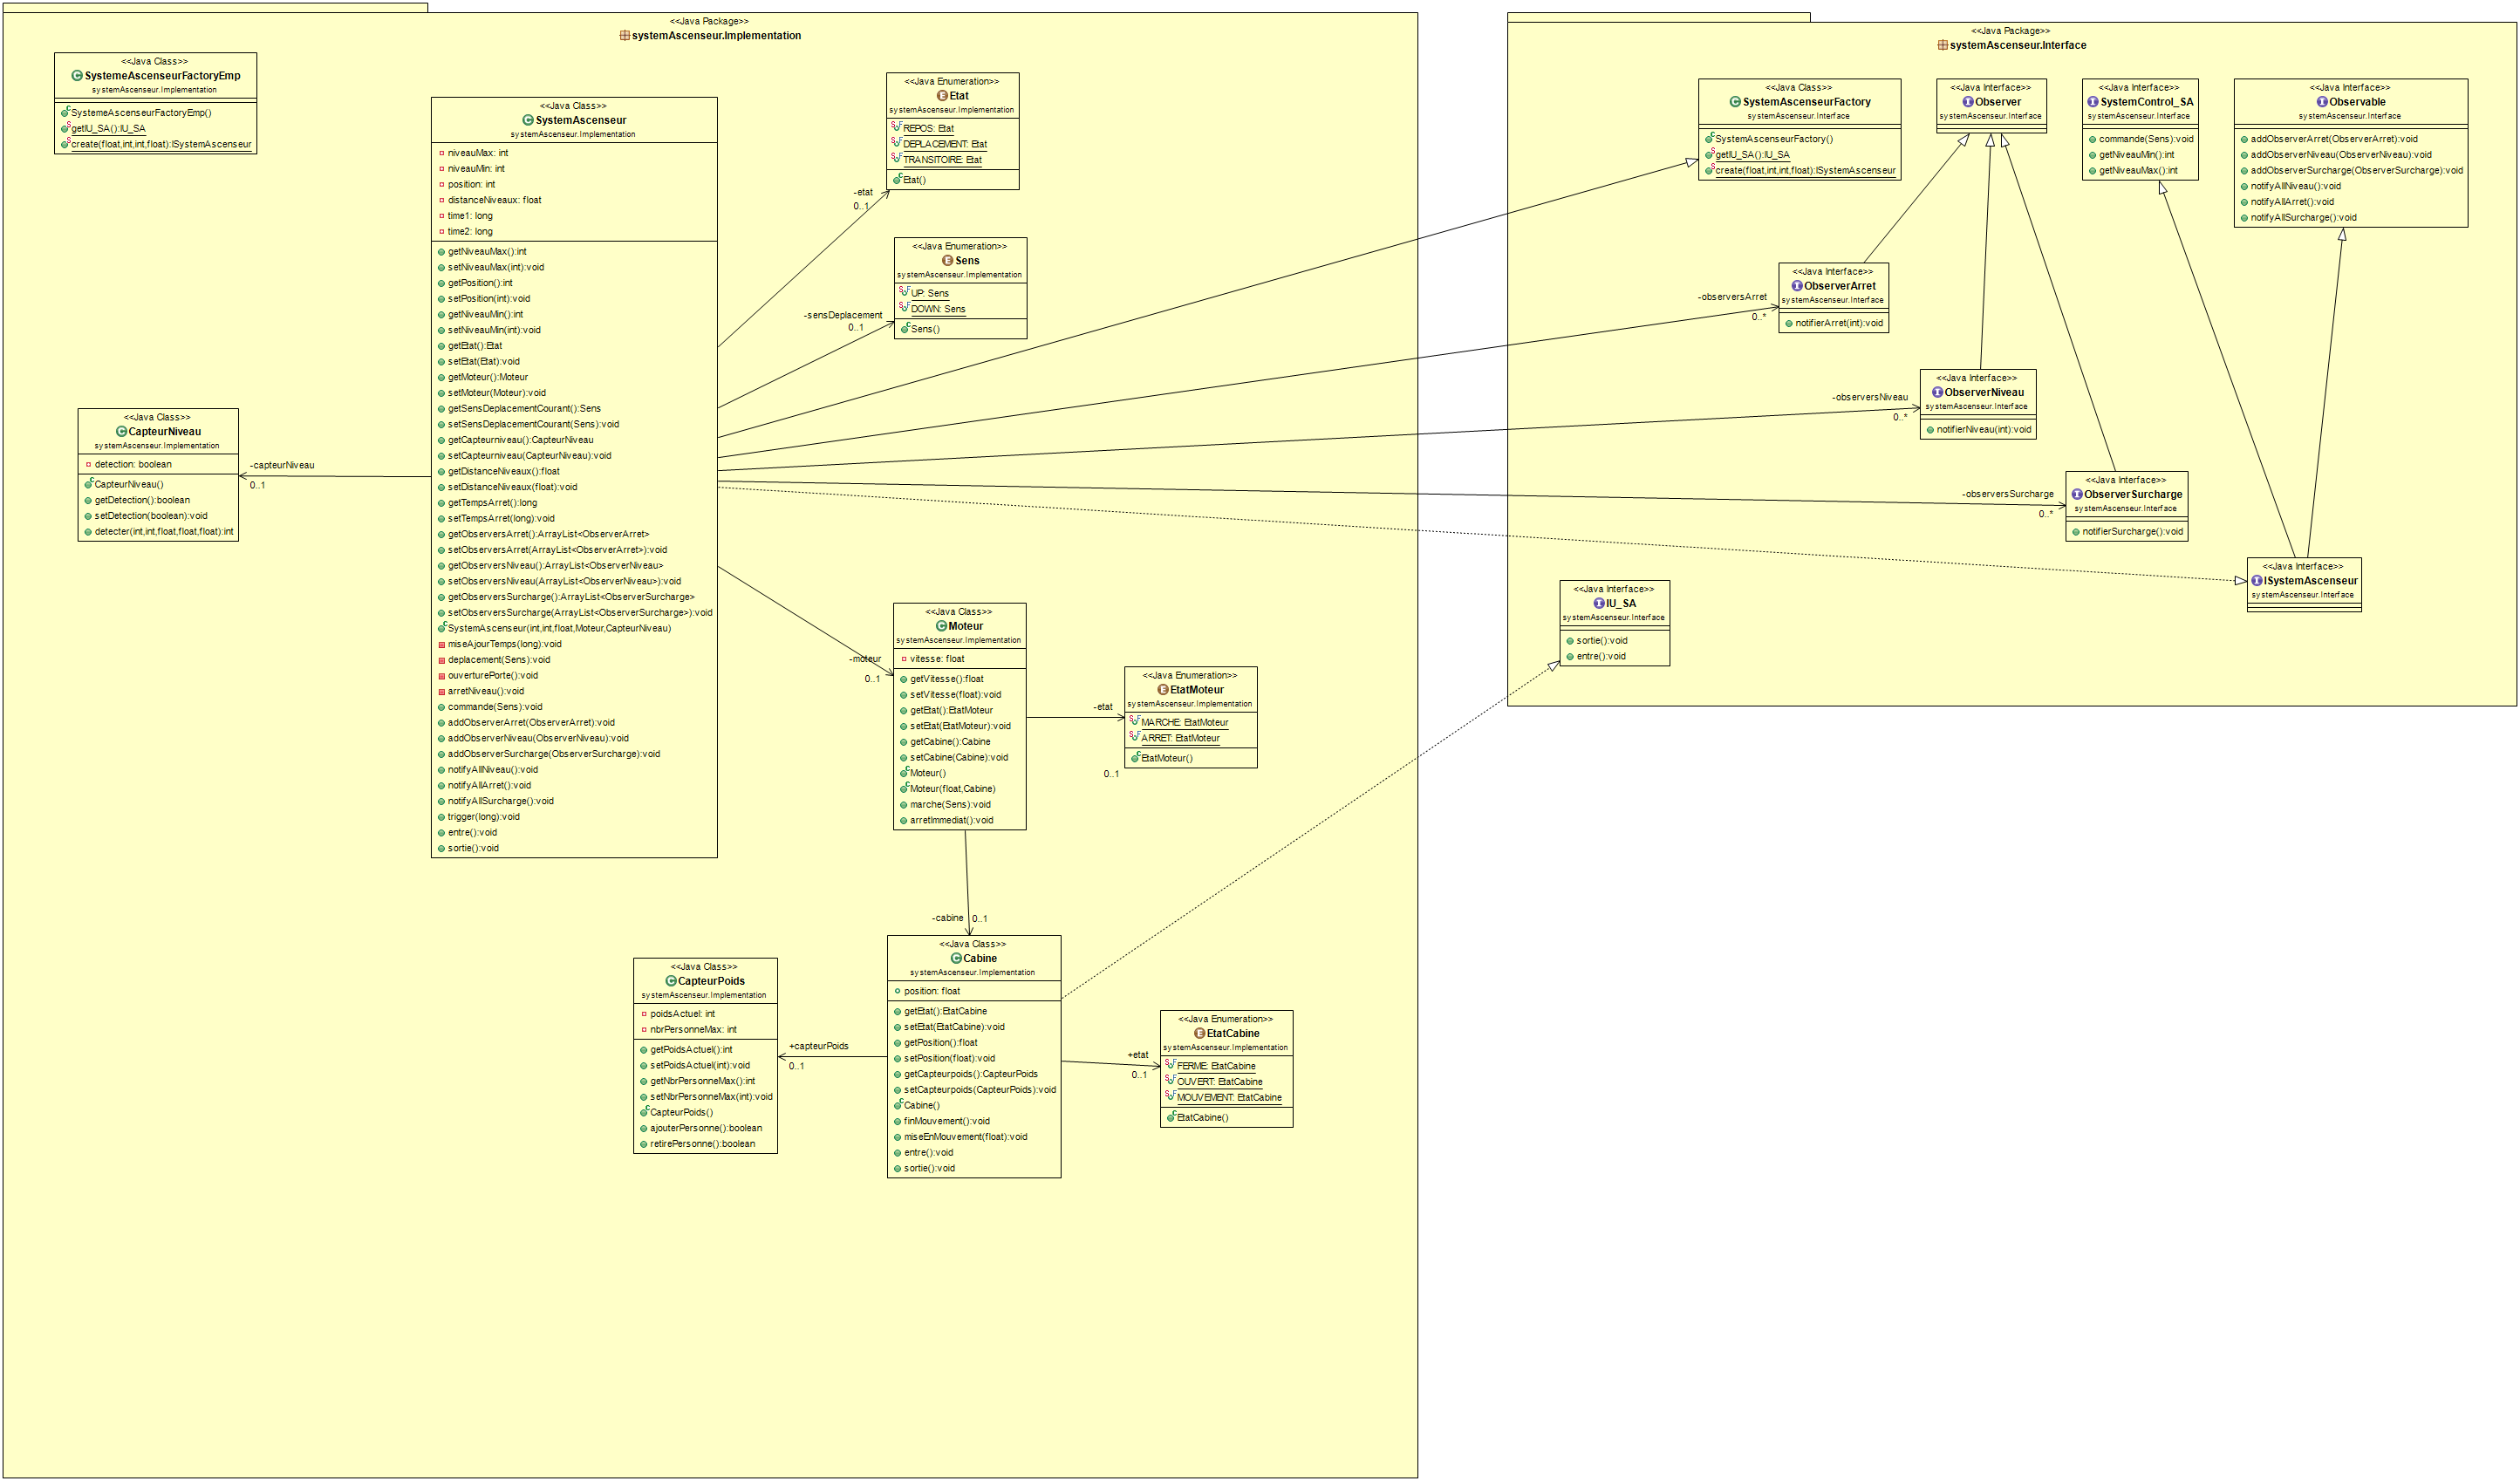 <<Java Package>>
systemAscenseur.Implementation
<<Java Class>>
SystemeAscenseurFactoryEmp
systemAscenseur.Implementation
SystemeAscenseurFactoryEmp()
getIU_SA():IU_SA
create(float,int,int,float):ISystemAscenseur
<<Java Class>>
SystemAscenseur
systemAscenseur.Implementation
niveauMax: int
niveauMin: int
position: int
distanceNiveaux: float
time1: long
time2: long
getNiveauMax():int
setNiveauMax(int):void
getPosition():int
setPosition(int):void
getNiveauMin():int
setNiveauMin(int):void
getEtat():Etat
setEtat(Etat):void
getMoteur():Moteur
setMoteur(Moteur):void
getSensDeplacementCourant():Sens
setSensDeplacementCourant(Sens):void
getCapteurniveau():CapteurNiveau
setCapteurniveau(CapteurNiveau):void
getDistanceNiveaux():float
setDistanceNiveaux(float):void
getTempsArret():long
setTempsArret(long):void
getObserversArret():ArrayList<ObserverArret>
setObserversArret(ArrayList<ObserverArret>):void
getObserversNiveau():ArrayList<ObserverNiveau>
setObserversNiveau(ArrayList<ObserverNiveau>):void
getObserversSurcharge():ArrayList<ObserverSurcharge>
setObserversSurcharge(ArrayList<ObserverSurcharge>):void
SystemAscenseur(int,int,float,Moteur,CapteurNiveau)
miseAjourTemps(long):void
deplacement(Sens):void
ouverturePorte():void
arretNiveau():void
commande(Sens):void
addObserverArret(ObserverArret):void
addObserverNiveau(ObserverNiveau):void
addObserverSurcharge(ObserverSurcharge):void
notifyAllNiveau():void
notifyAllArret():void
notifyAllSurcharge():void
trigger(long):void
entre():void
sortie():void
<<Java Enumeration>>
Etat
systemAscenseur.Implementation
REPOS: Etat
DEPLACEMENT: Etat
TRANSITOIRE: Etat
Etat()
-etat
0..1
<<Java Enumeration>>
Sens
systemAscenseur.Implementation
UP: Sens
DOWN: Sens
Sens()
-sensDeplacement
0..1
<<Java Class>>
CapteurNiveau
systemAscenseur.Implementation
detection: boolean
CapteurNiveau()
getDetection():boolean
setDetection(boolean):void
detecter(int,int,float,float,float):int
-capteurNiveau
0..1
<<Java Class>>
Moteur
systemAscenseur.Implementation
vitesse: float
getVitesse():float
setVitesse(float):void
getEtat():EtatMoteur
setEtat(EtatMoteur):void
getCabine():Cabine
setCabine(Cabine):void
Moteur()
Moteur(float,Cabine)
marche(Sens):void
arretImmediat():void
-moteur
0..1
<<Java Enumeration>>
EtatMoteur
systemAscenseur.Implementation
MARCHE: EtatMoteur
ARRET: EtatMoteur
EtatMoteur()
-etat
0..1
-cabine
0..1
<<Java Class>>
Cabine
systemAscenseur.Implementation
position: float
getEtat():EtatCabine
setEtat(EtatCabine):void
getPosition():float
setPosition(float):void
getCapteurpoids():CapteurPoids
setCapteurpoids(CapteurPoids):void
Cabine()
finMouvement():void
miseEnMouvement(float):void
entre():void
sortie():void
<<Java Class>>
CapteurPoids
systemAscenseur.Implementation
poidsActuel: int
nbrPersonneMax: int
getPoidsActuel():int
setPoidsActuel(int):void
getNbrPersonneMax():int
setNbrPersonneMax(int):void
CapteurPoids()
ajouterPersonne():boolean
retirePersonne():boolean
+capteurPoids
0..1
+etat
0..1
<<Java Enumeration>>
EtatCabine
systemAscenseur.Implementation
FERME: EtatCabine
OUVERT: EtatCabine
MOUVEMENT: EtatCabine
EtatCabine()
<<Java Package>>
systemAscenseur.Interface
<<Java Class>>
SystemAscenseurFactory
systemAscenseur.Interface
SystemAscenseurFactory()
getIU_SA():IU_SA
create(float,int,int,float):ISystemAscenseur
<<Java Interface>>
Observer
systemAscenseur.Interface
<<Java Interface>>
SystemControl_SA
systemAscenseur.Interface
commande(Sens):void
getNiveauMin():int
getNiveauMax():int
<<Java Interface>>
Observable
systemAscenseur.Interface
addObserverArret(ObserverArret):void
addObserverNiveau(ObserverNiveau):void
addObserverSurcharge(ObserverSurcharge):void
notifyAllNiveau():void
notifyAllArret():void
notifyAllSurcharge():void
<<Java Interface>>
ObserverArret
systemAscenseur.Interface
notifierArret(int):void
-observersArret
0..*
<<Java Interface>>
ObserverNiveau
systemAscenseur.Interface
notifierNiveau(int):void
-observersNiveau
0..*
<<Java Interface>>
ObserverSurcharge
systemAscenseur.Interface
notifierSurcharge():void
-observersSurcharge
0..*
<<Java Interface>>
ISystemAscenseur
systemAscenseur.Interface
<<Java Interface>>
IU_SA
systemAscenseur.Interface
sortie():void
entre():void